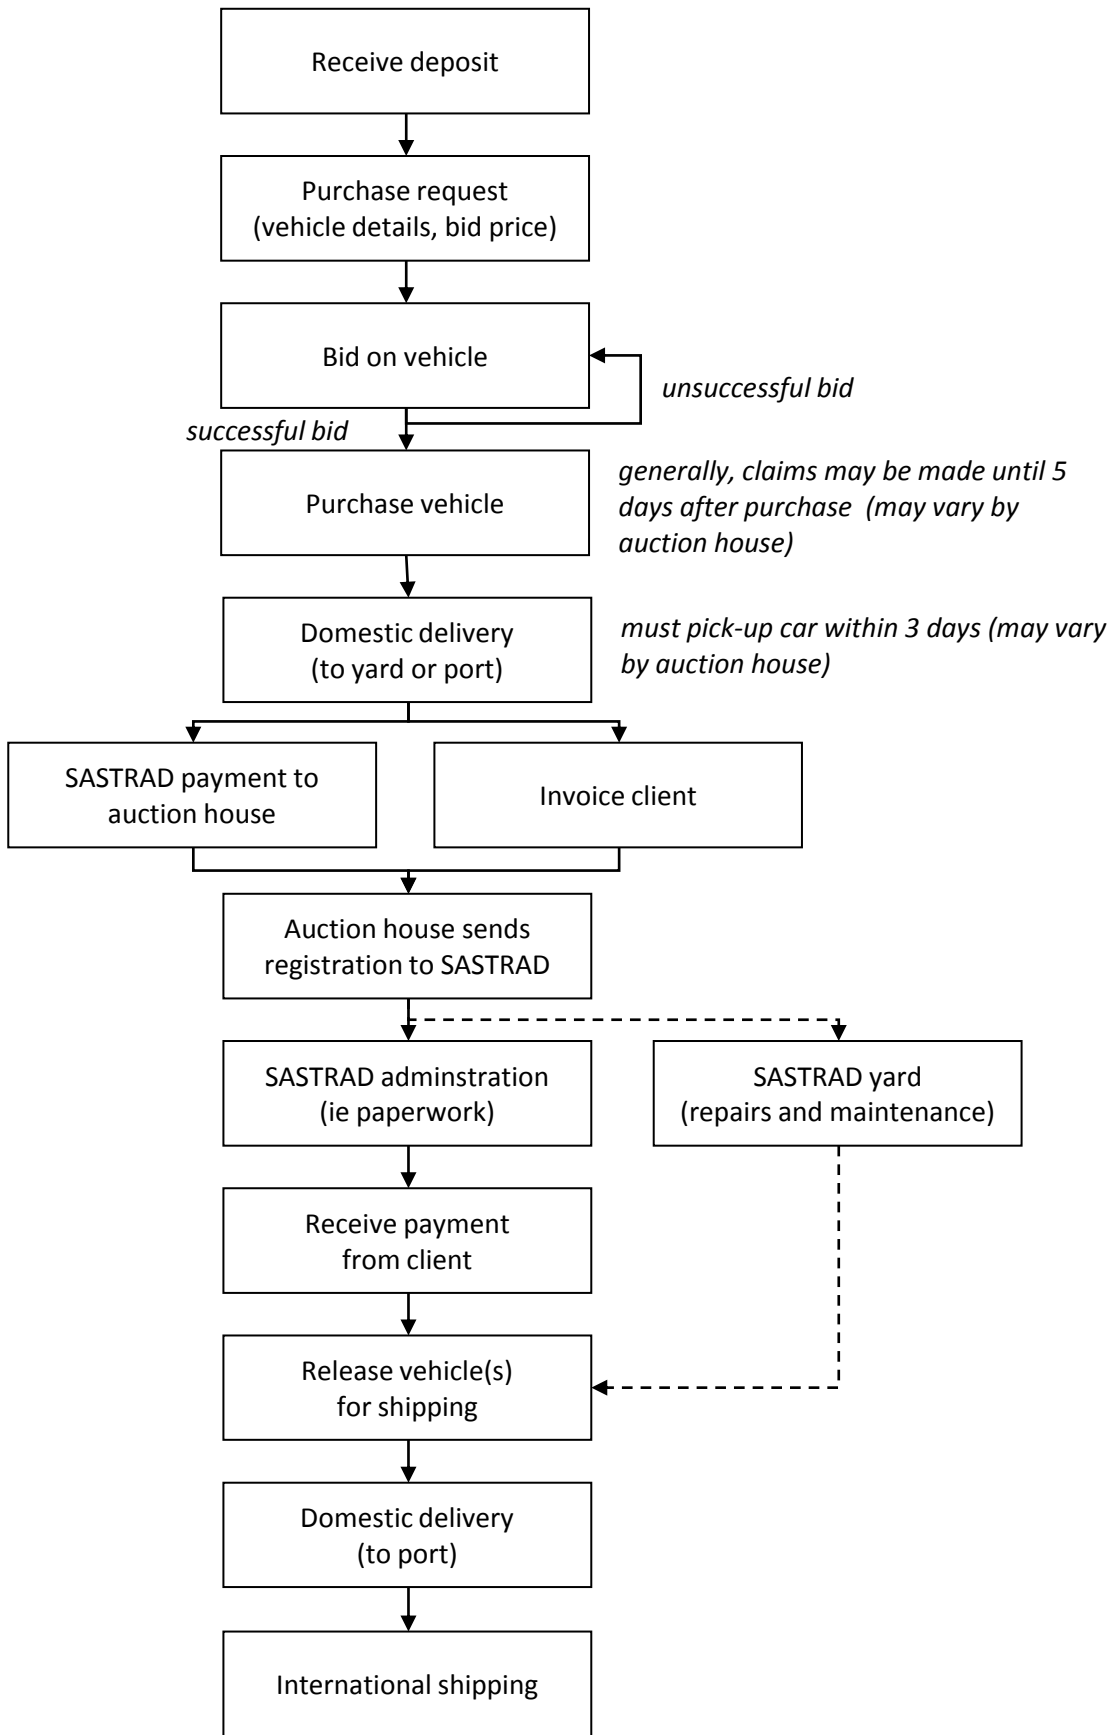 Receive deposit
Purchase request
(vehicle details, bid price)
Bid on vehicle
unsuccessful bid
successful bid
Purchase vehicle
generally, claims may be made until 5
days after purchase (may vary by
auction house)
Domestic delivery
(to yard or port)
must pick-up car within 3 days (may vary
by auction house)
SASTRAD payment to
auction house
Invoice client
Auction house sends
registration to SASTRAD
SASTRAD adminstration
(ie paperwork)
SASTRAD yard
(repairs and maintenance)
Receive payment
from client
Release vehicle(s)
for shipping
Domestic delivery
(to port)
International shipping